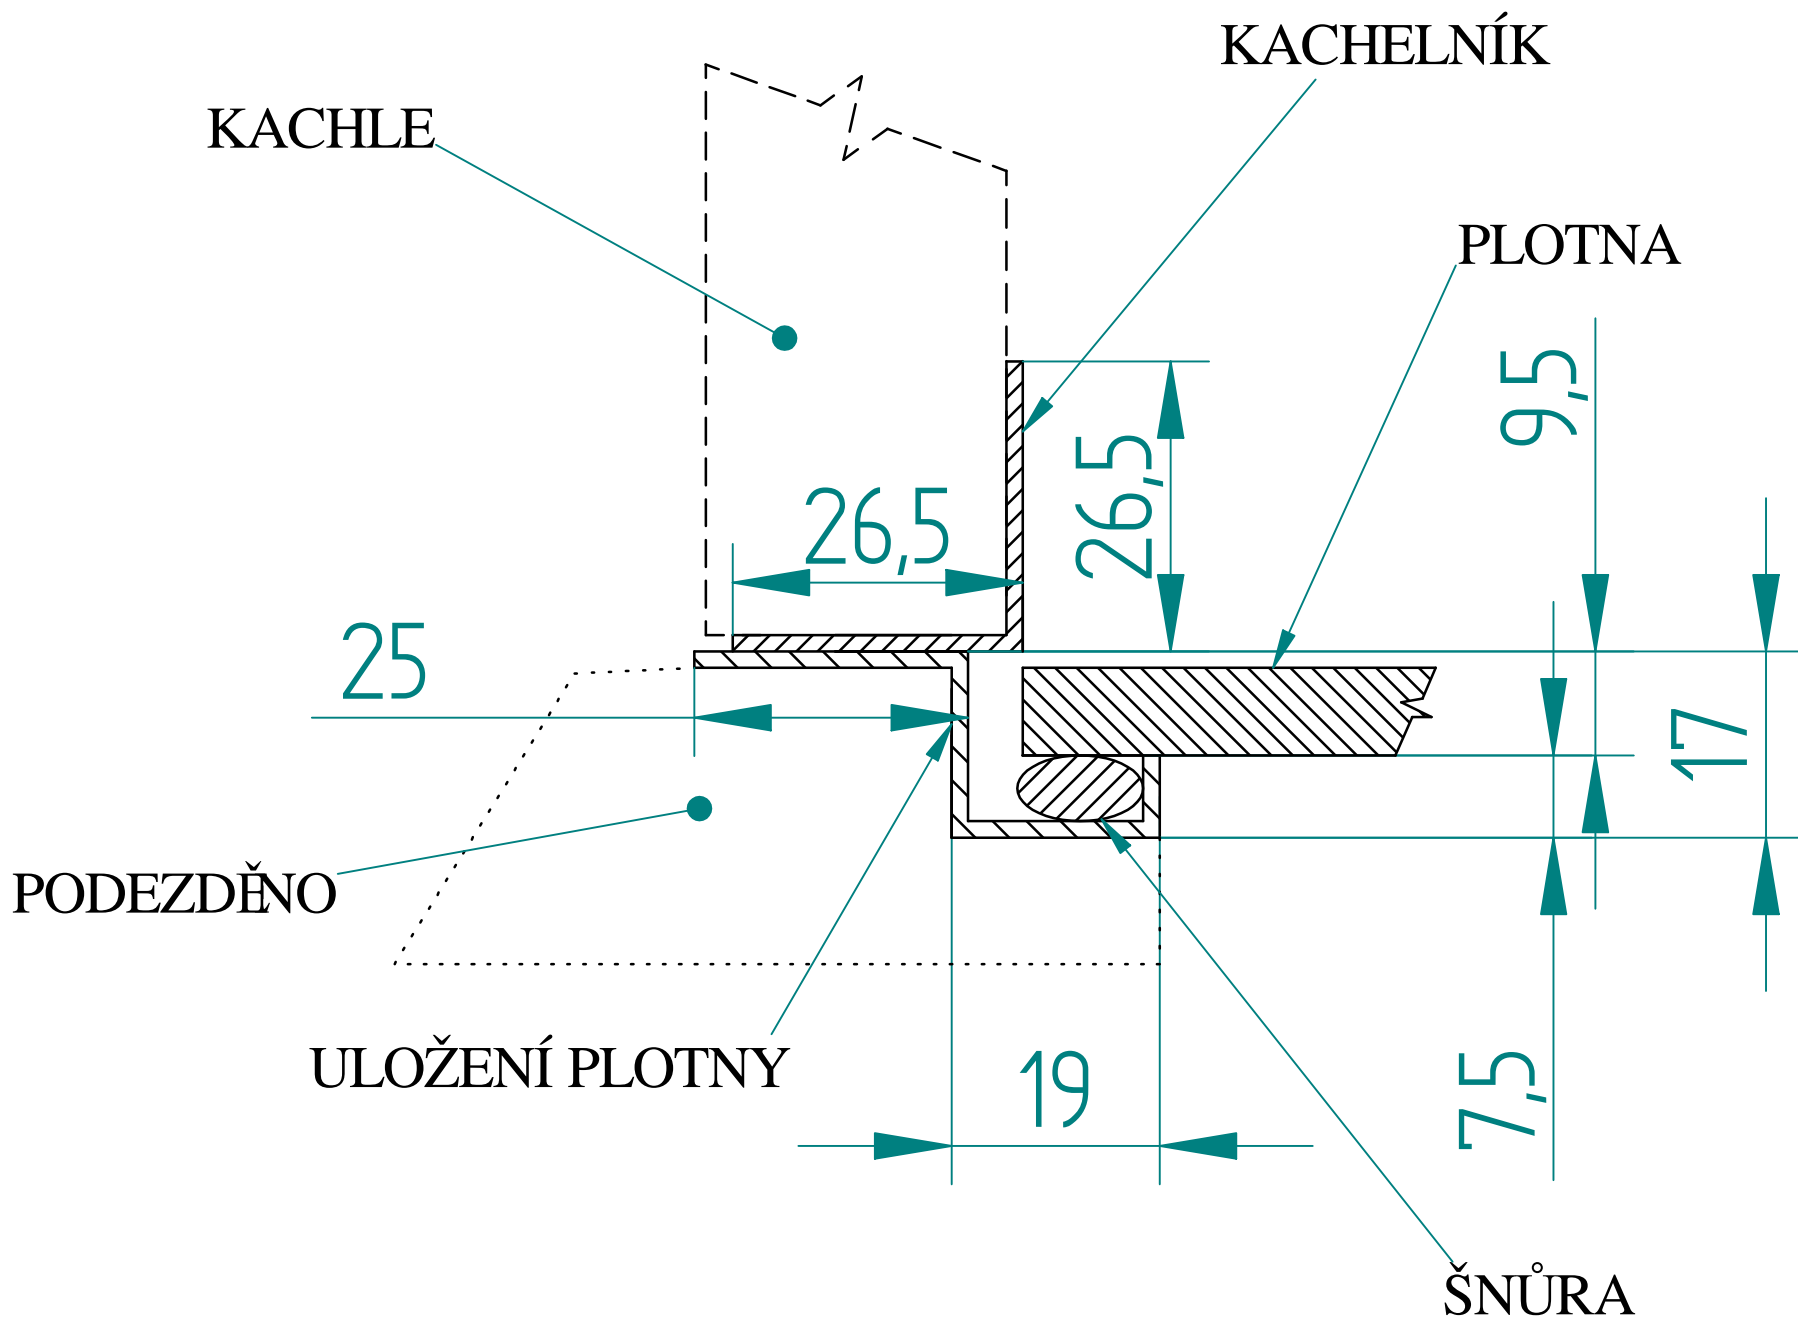 KACHELNÍK
KACHLE
PLOTNA
9,5
26,5
26,5
25
17
PODEZDĚNO
ULOŽENÍ PLOTNY
19
7,5
ŠNŮRA